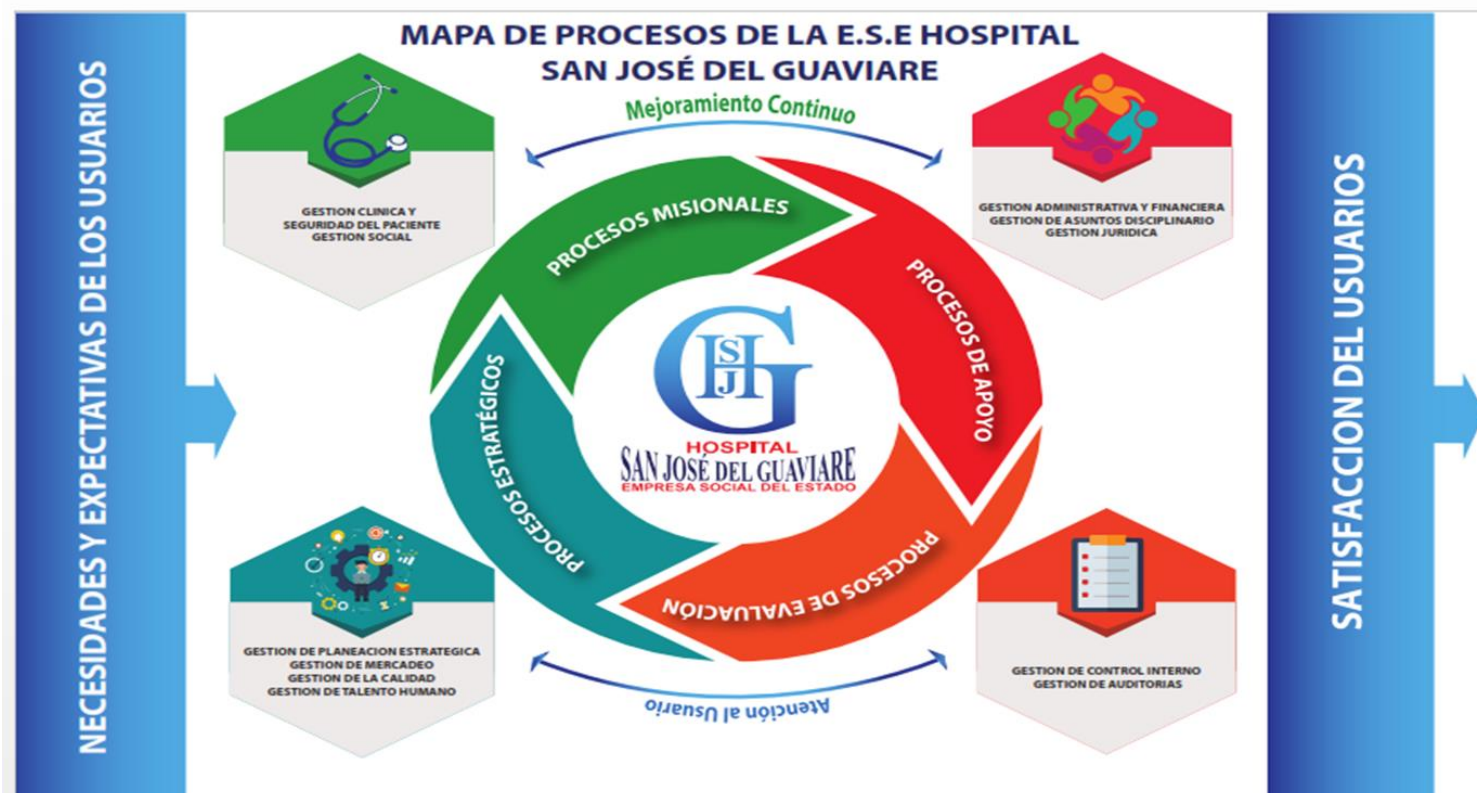 MAPA DE PROCESOS DE LA E.S.E HOSPITAL
SAN JOSÉ DEL GUAVIARE
NECESIDADES Y EXPECTATIVAS DE LOS USUARIOS
Mejoramiento Continuo
GESTION CLINICA Y
SEGURIDAD DEL PACIENTE
GESTION SOCIAL
GESTION ADMINISTRATIVA Y FINANCIERA
GESTION DE ASUNTOS DISCIPLINARIO
GESTION JURIDICA
PROCESOS MISIONALES
PROCESOS DE APOYO
PROCESOS ESTRATÉGICOS
PROCESOS DE EVALUACIÓN
G H S J
HOSPITAL
SAN JOSÉ DEL GUAVIARE
EMPRESA SOCIAL DEL ESTADO
GESTION DE PLANEACION ESTRATEGICA
GESTION DE MERCADEO
GESTION DE LA CALIDAD
GESTION DE TALENTO HUMANO
GESTION DE CONTROL INTERNO
GESTION DE AUDITORIAS
Atención al Usuario
SATISFACCION DEL USUARIOS